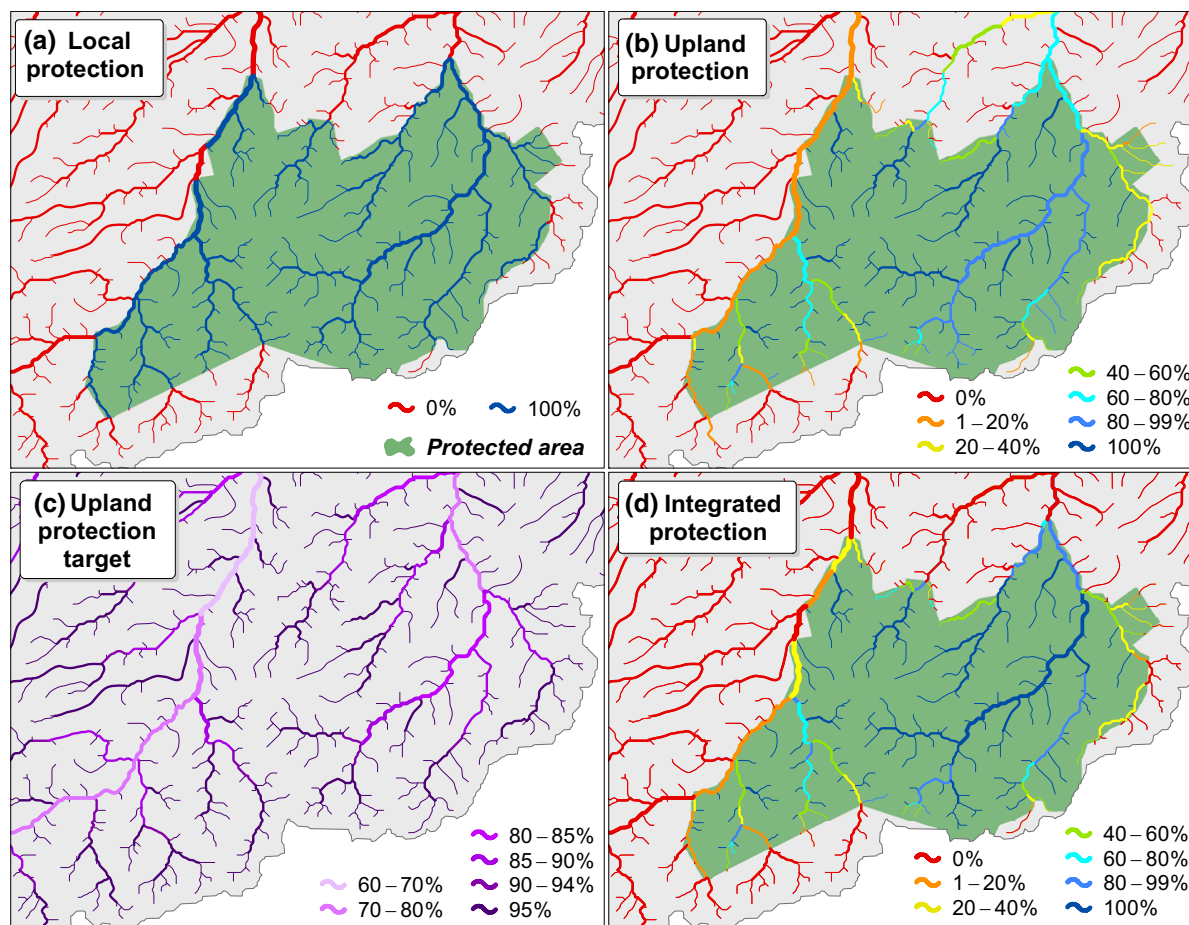 (a) Local
protection
0% 100%
Protected area
(b) Upland
protection
0%
1–20%
20–40%
40–60%
60–80%
80–99%
100%
(c) Upland
protection
target
60–70%
70–80%
80–85%
85–90%
90–94%
95%
(d) Integrated
protection
0%
1–20%
20–40%
40–60%
60–80%
80–99%
100%